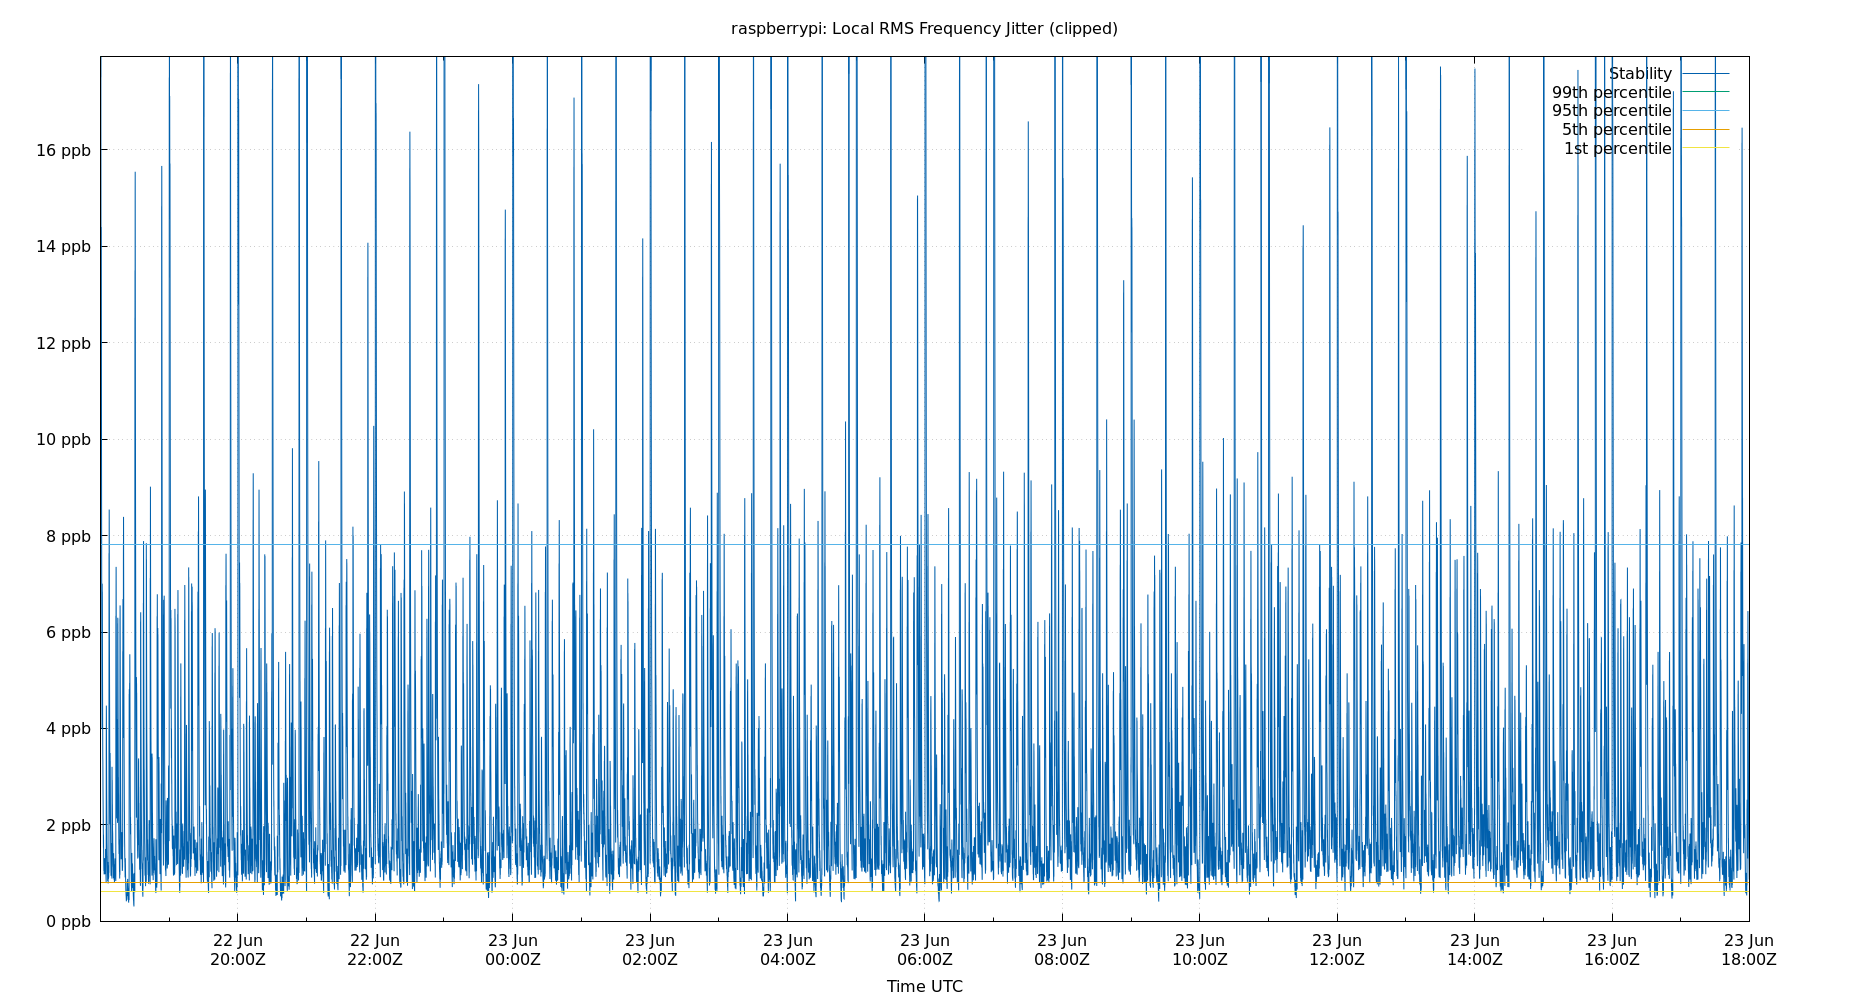 raspberrypi: Local RMS Frequency Jitter (clipped)
Stability
99th percentile
95th percentile
5th percentile
1st percentile
16 ppb
14 ppb
12 ppb
10 ppb
8 ppb
6 ppb
4 ppb
2 ppb
0 ppb
22 Jun 22 Jun 23 Jun 23 Jun 23 Jun 23 Jun 23 Jun 23 Jun 23 Jun 23 Jun 23 Jun 23 Jun
20:00Z 22:00Z 00:00Z 02:00Z 04:00Z 06:00Z 08:00Z 10:00Z 12:00Z 14:00Z 16:00Z 18:00Z
Time UTC